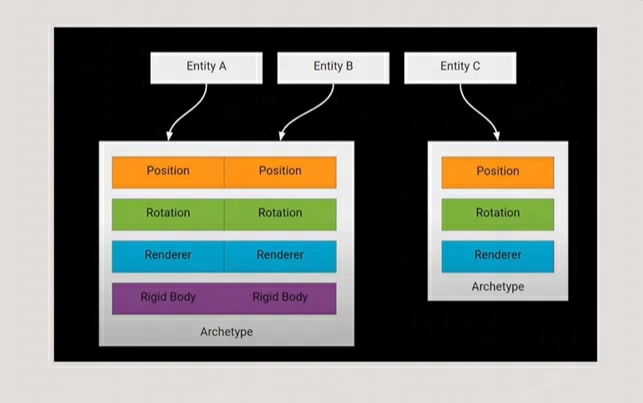 Entity A Entity B Entity C
Position Position Position
Rotation Rotation Rotation
Renderer Renderer Renderer
Rigid Body Rigid Body Archetype
Archetype